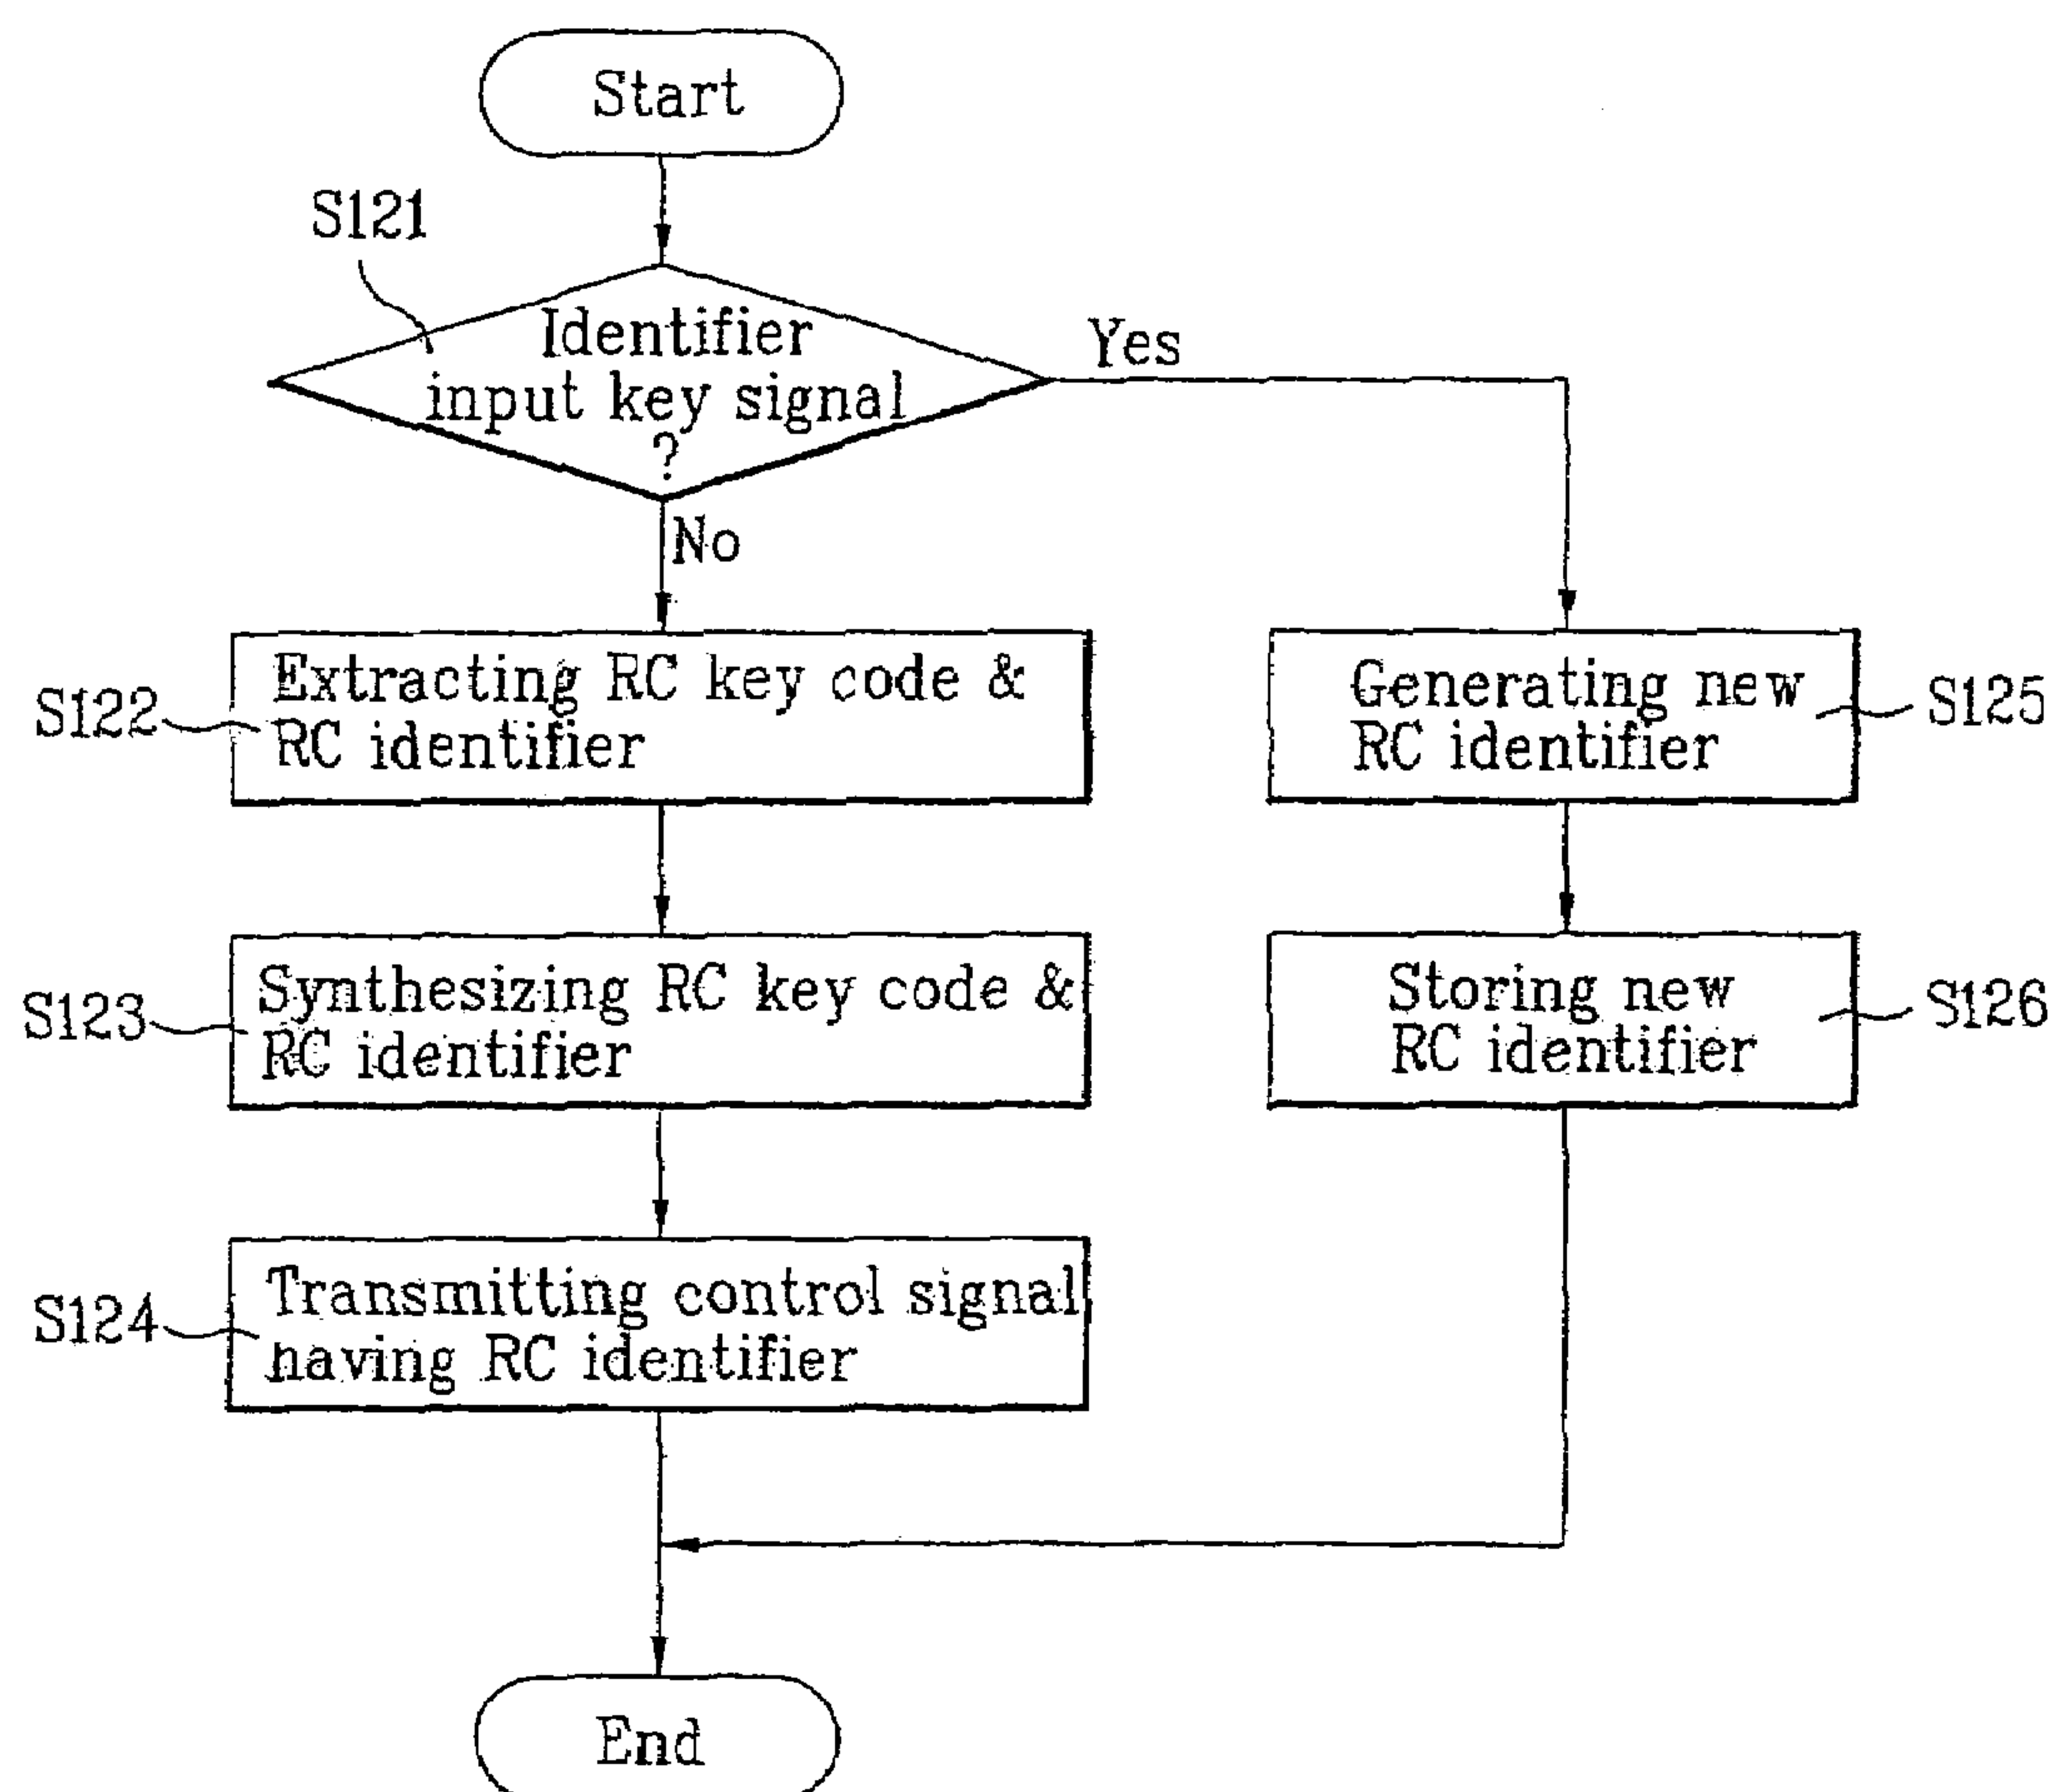 Start
S121
Identifier
input key signal
?
Yes
No
S122
Extracting RC key code &
RC identifier
Generating new
RC identifier
S125
S123
Synthesizing RC key code &
RC identifier
Storing new
RC identifier
S126
S124
Transmitting control signal
having RC identifier
End